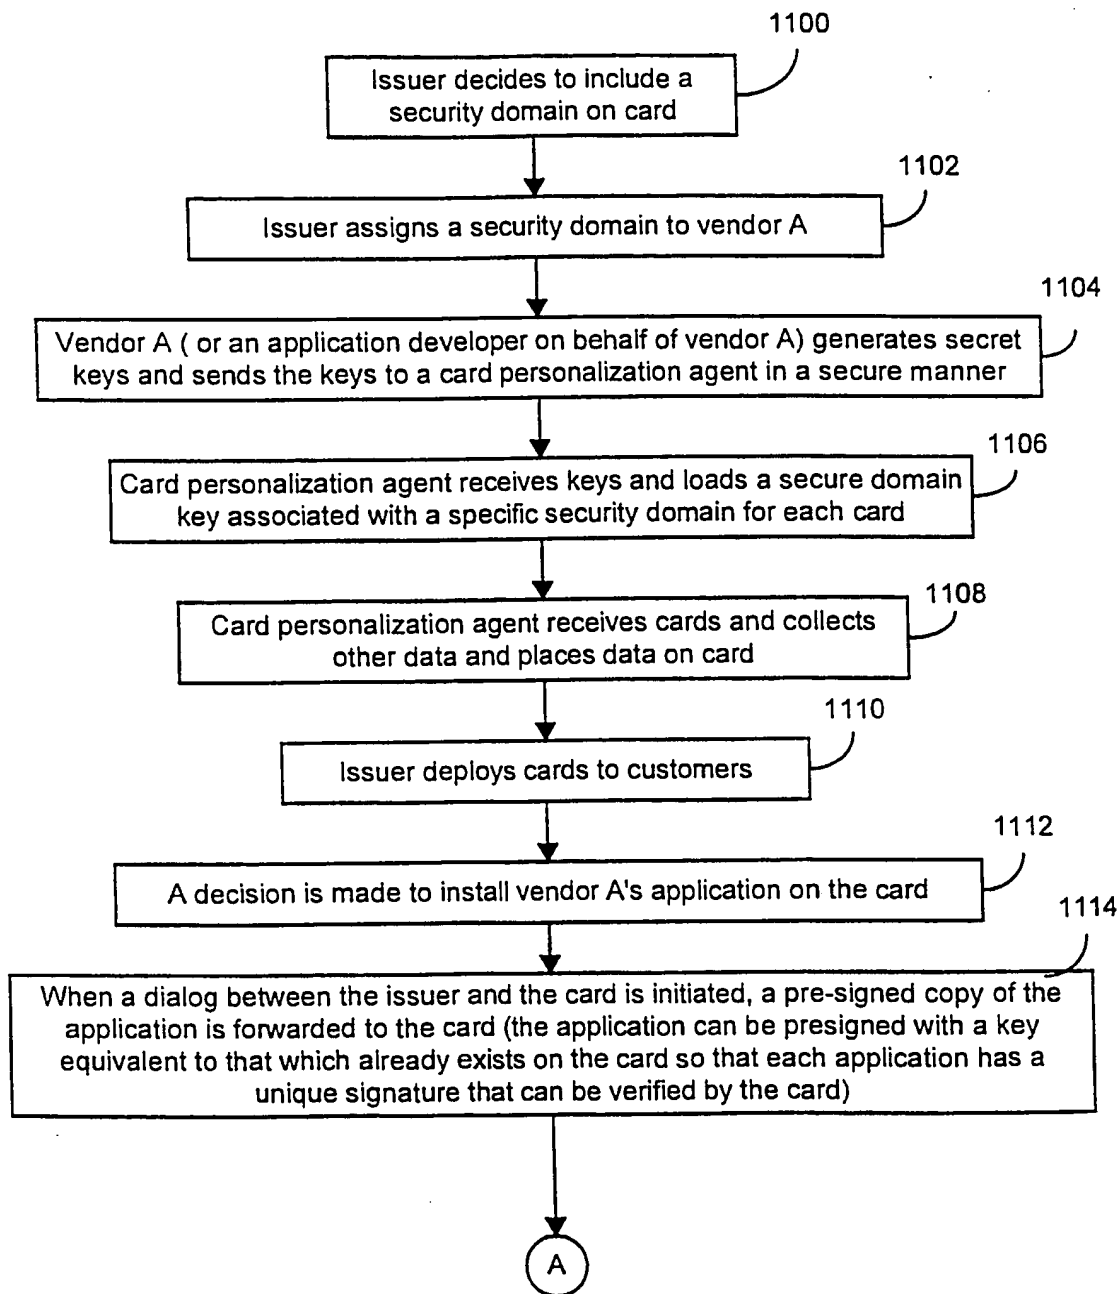 1100
Issuer decides to include a
security domain on card
1102
Issuer assigns a security domain to vendor A
1104
Vendor A ( or an application developer on behalf of vendor A) generates secret
keys and sends the keys to a card personalization agent in a secure manner
1106
Card personalization agent receives keys and loads a secure domain
key associated with a specific security domain for each card
1108
Card personalization agent receives cards and collects
other data and places data on card
1110
Issuer deploys cards to customers
1112
A decision is made to install vendor A's application on the card
1114
When a dialog between the issuer and the card is initiated, a pre-signed copy of the
application is forwarded to the card (the application can be presigned with a key
equivalent to that which already exists on the card so that each application has a
unique signature that can be verified by the card)
A